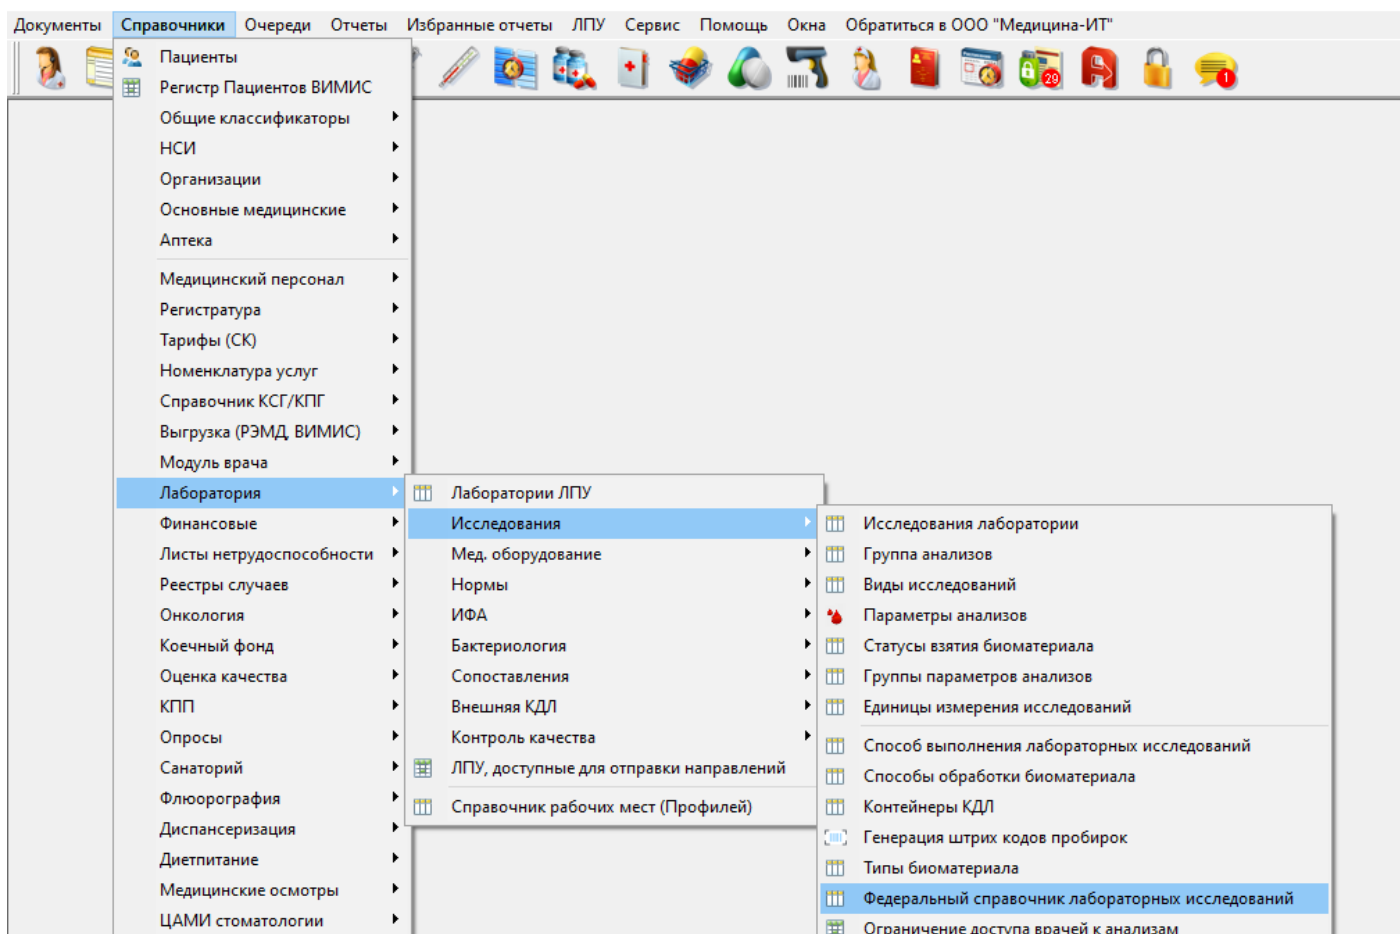 Документы Справочники Очереди Отчеты Избранные отчеты ЛПУ Сервис Помощь Окна Обратиться в ООО "Медицина-ИТ"
29
1
Пациенты
Регистр Пациентов ВИМИС
Общие классификаторы
НСИ
Организации
Основные медицинские
Аптека
Медицинский персонал
Регистратура
Тарифы (СК)
Номенклатура услуг
Справочник КСГ/КПГ
Выгрузка (РЭМД, ВИМИС)
Модуль врача
Лаборатория
Финансовые
Листы нетрудоспособности
Реестры случаев
Онкология
Коечный фонд
Оценка качества
КПП
Опросы
Санаторий
Флюорография
Диспансеризация
Диетпитание
Медицинские осмотры
ЦАМИ стоматологии
Лаборатории ЛПУ
Исследования
Мед. оборудование
Нормы
ИФА
Бактериология
Сопоставления
Внешняя КДЛ
Контроль качества
ЛПУ, доступные для отправки направлений
Справочник рабочих мест (Профилей)
Исследования лаборатории
Группа анализов
Виды исследований
Параметры анализов
Статусы взятия биоматериала
Группы параметров анализов
Единицы измерения исследований
Способ выполнения лабораторных исследований
Способы обработки биоматериала
Контейнеры КДЛ
Генерация штрих кодов пробирок
Типы биоматериала
Федеральный справочник лабораторных исследований
Ограничение доступа врачей к анализам